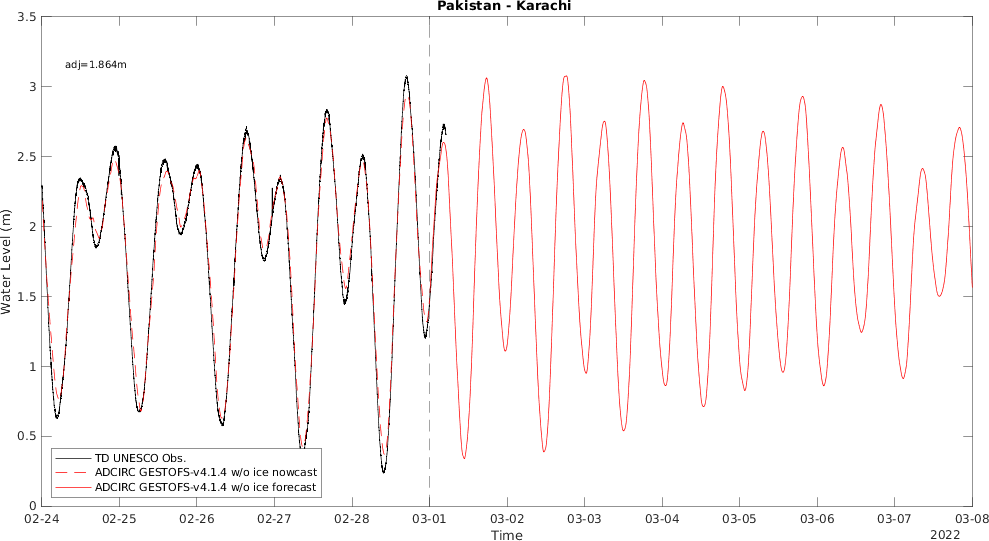 Pakistan - Karachi
3.5
3
2.5
2
1.5
1
0.5
0
Water Level (m)
adj=1.864m
TD UNESCO Obs.
ADCIRC GESTOFS-v4.1.4 w/o ice nowcast
ADCIRC GESTOFS-v4.1.4 w/o ice forecast
02-24 02-25 02-26 02-27 02-28 03-01 03-02 03-03 03-04 03-05 03-06 03-07 03-08
Time
2022